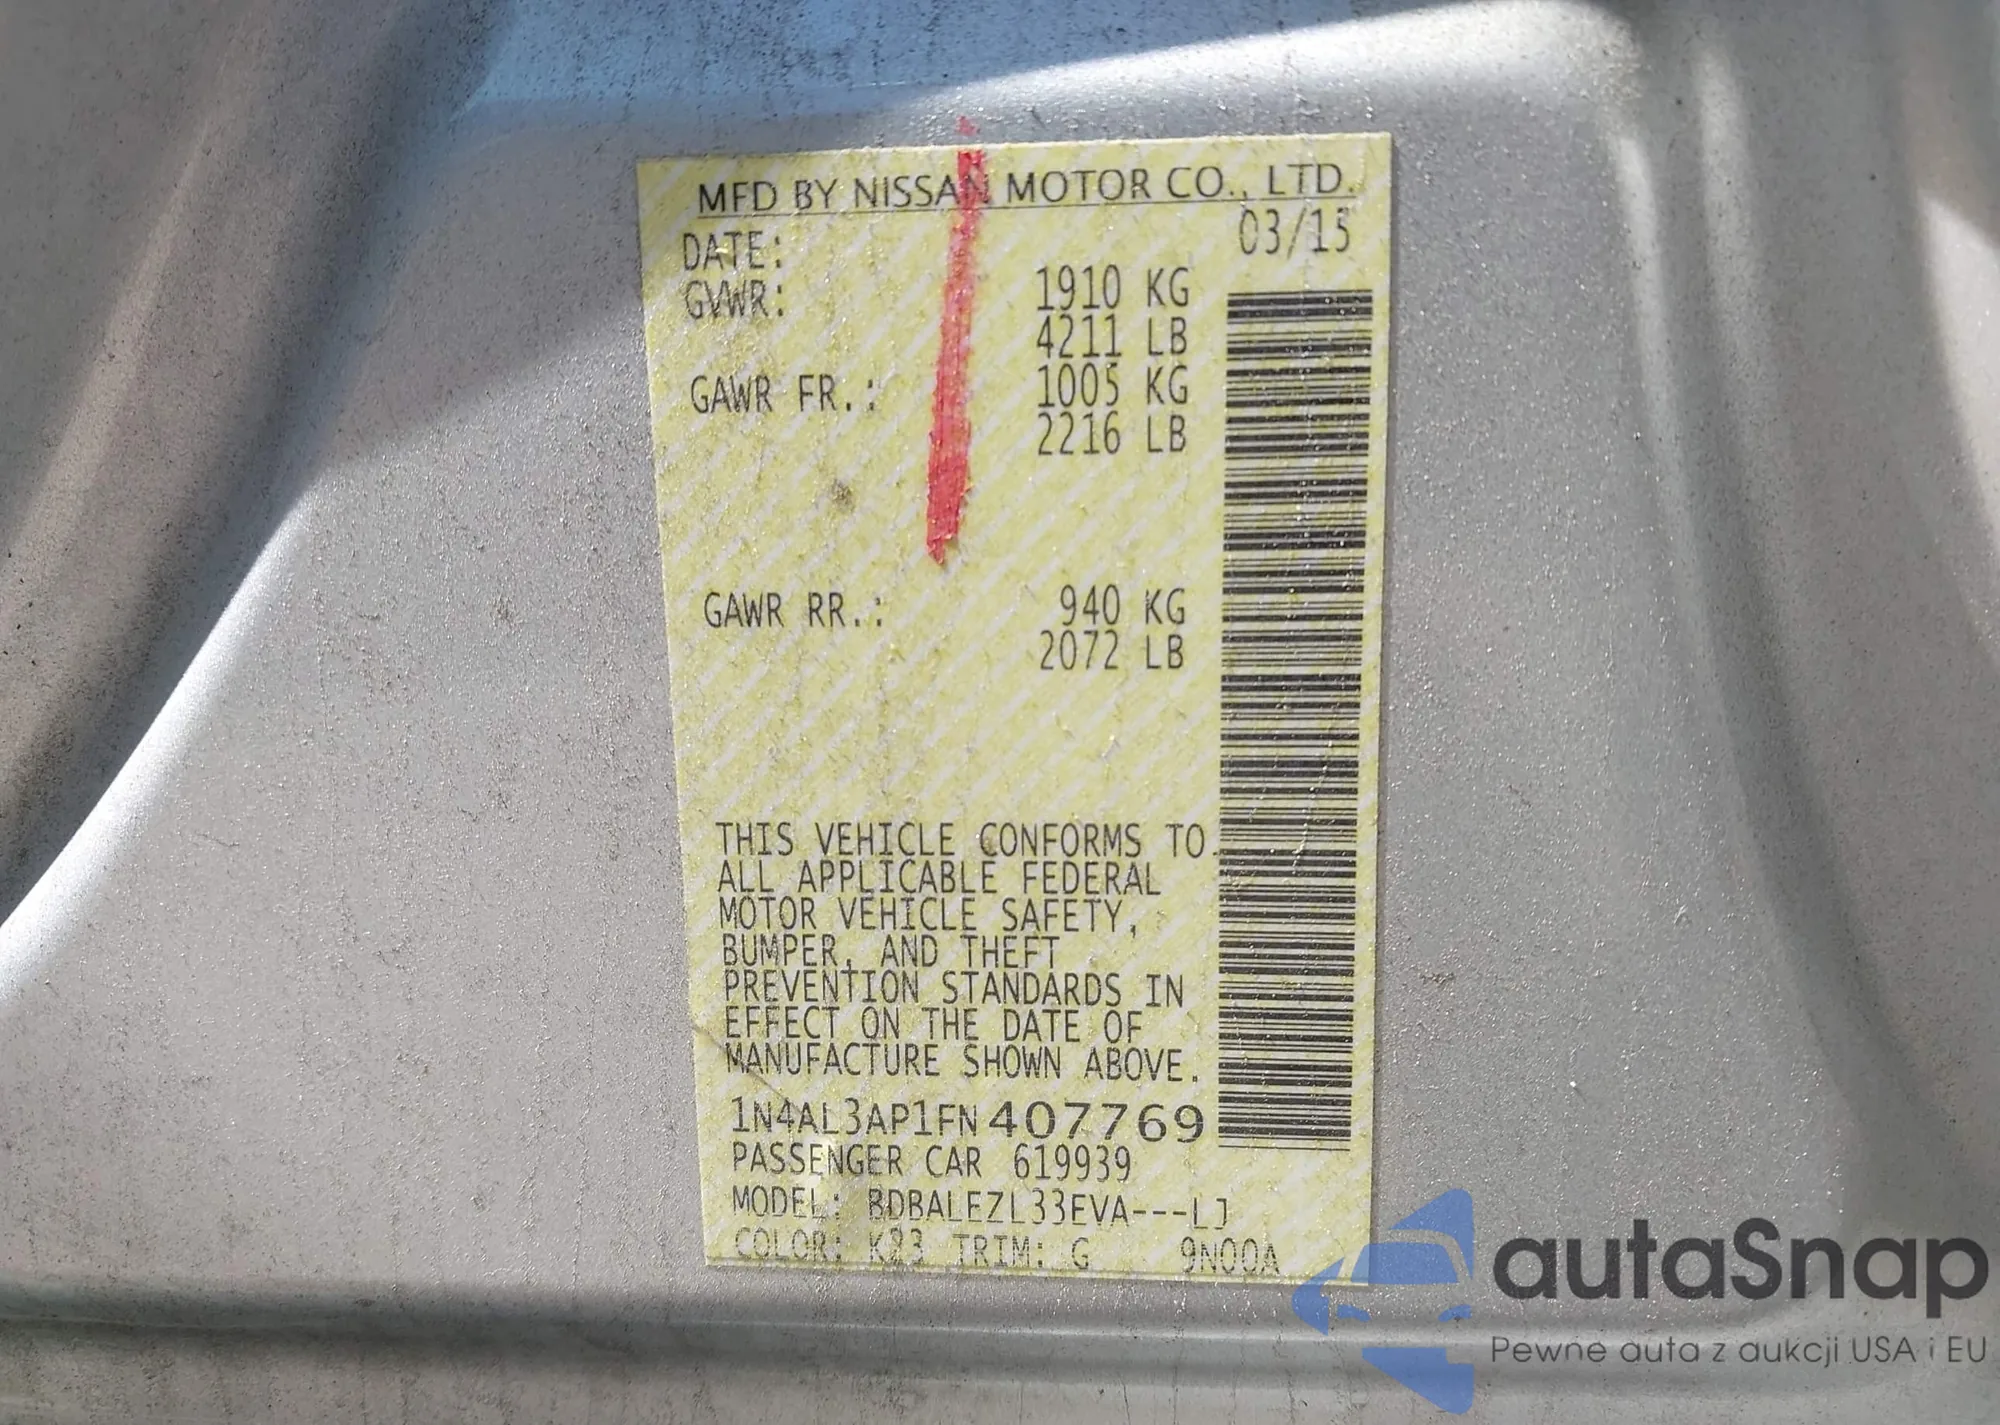 MFD BY NISSAN MOTOR CO., LTD.
DATE: 03/15
GVWR: 1910 KG
4211 LB
GAWR FR.: 1005 KG
2216 LB
GAWR RR.: 940 KG
2072 LB
THIS VEHICLE CONFORMS TO
ALL APPLICABLE FEDERAL
MOTOR VEHICLE SAFETY,
BUMPER, AND THEFT
PREVENTION STANDARDS IN
EFFECT ON THE DATE OF
MANUFACTURE SHOWN ABOVE.
1N4AL3AP1FN407769
PASSENGER CAR 619939
MODEL: BDBALEZL33EVA---LJ
COLOR: K23 TRIM: G 9N00A
autaSnap
Pewne auta z aukcji USA i EU